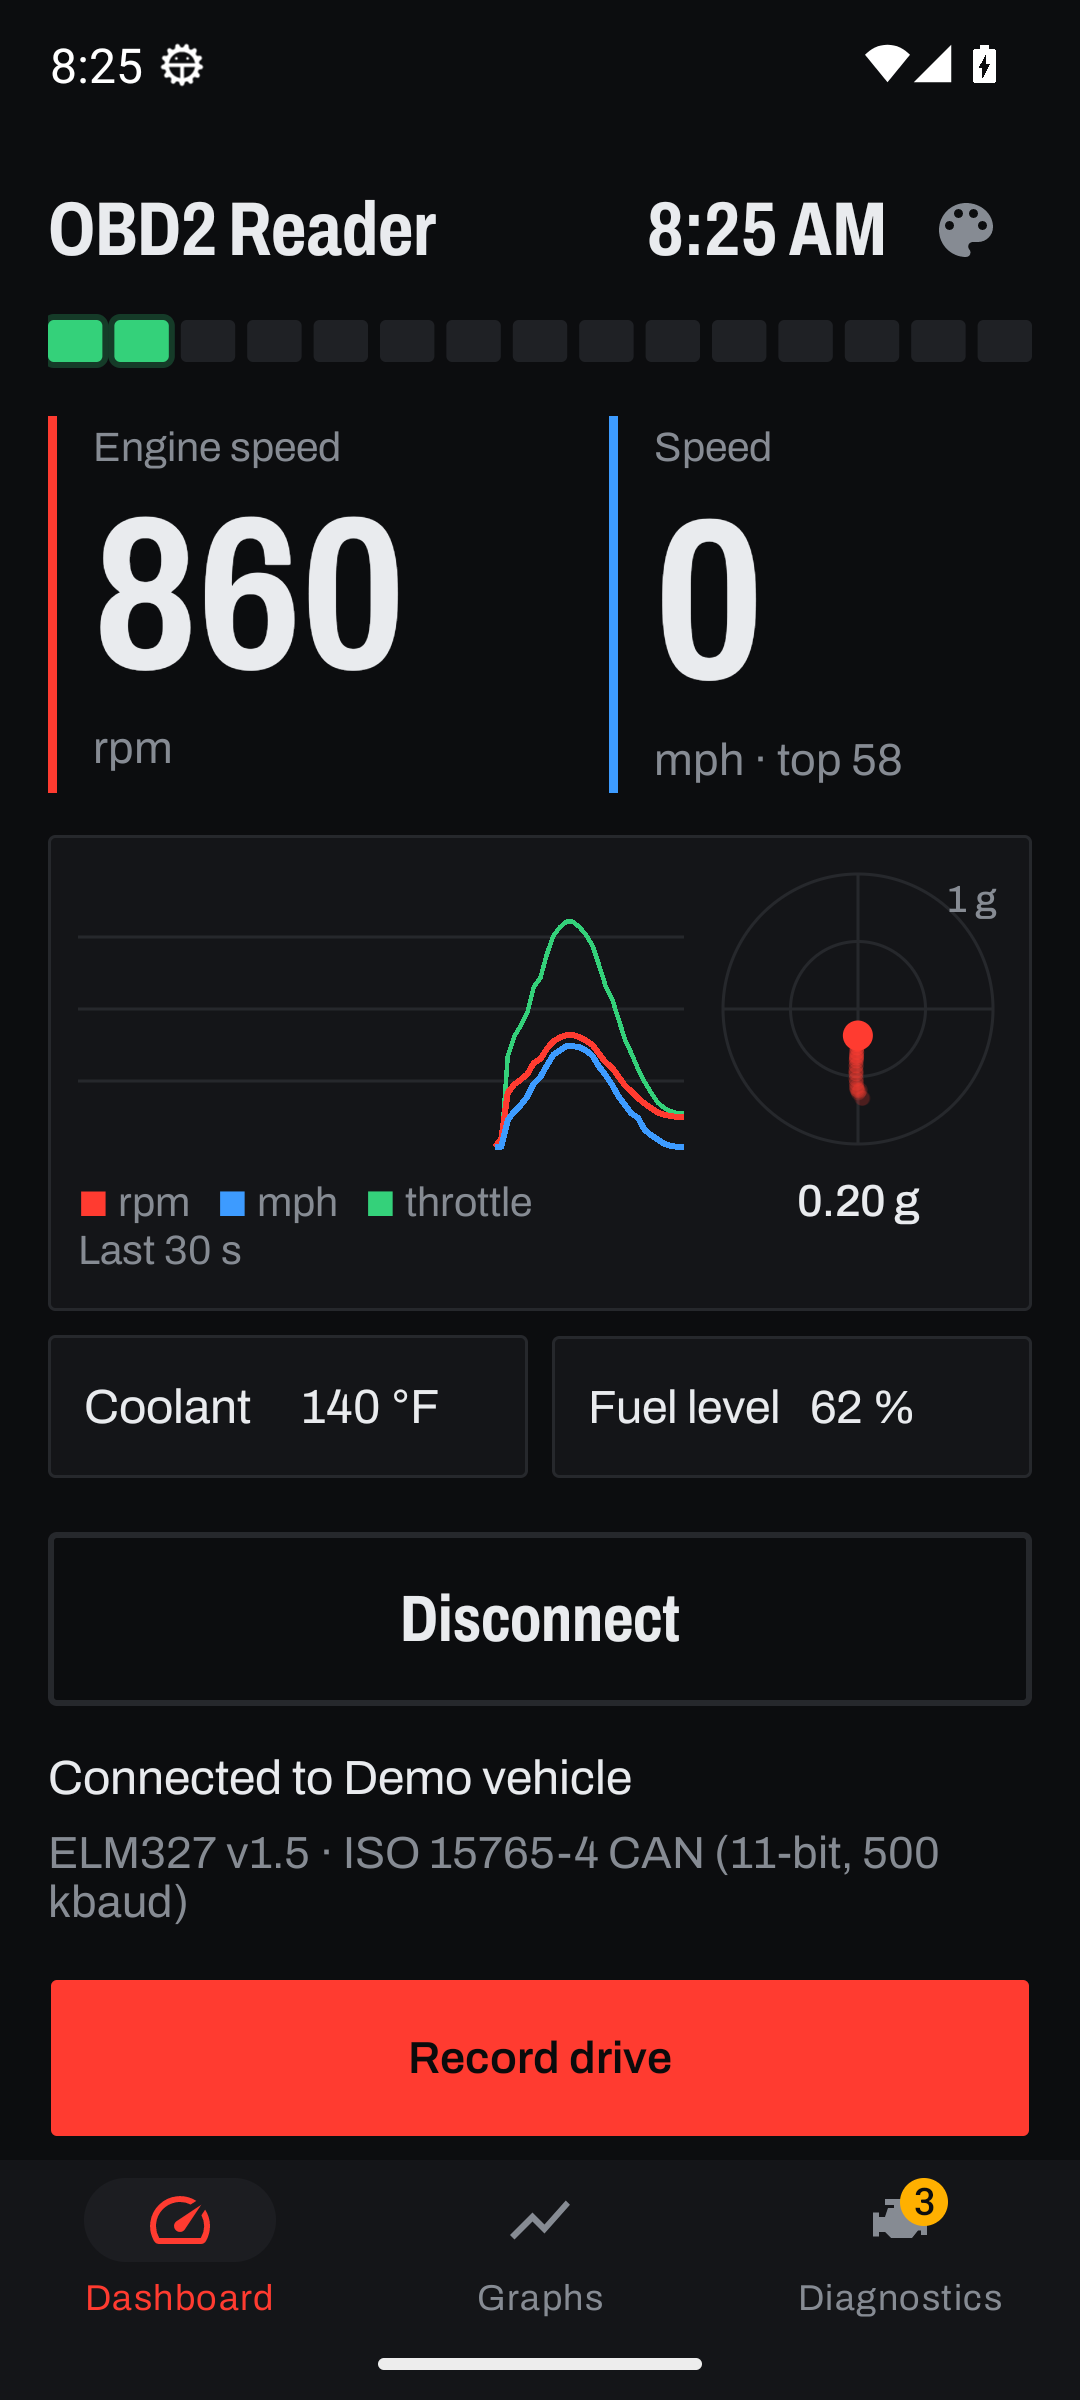 8:25
OBD2 Reader 8:25 AM
Engine speed
860
rpm
Speed
0
mph · top 58
1 g
rpm mph throttle
Last 30 s
0.20 g
Coolant 140 °F
Fuel level 62 %
Disconnect
Connected to Demo vehicle
ELM327 v1.5 · ISO 15765-4 CAN (11-bit, 500
kbaud)
Record drive
3
Dashboard
Graphs
Diagnostics